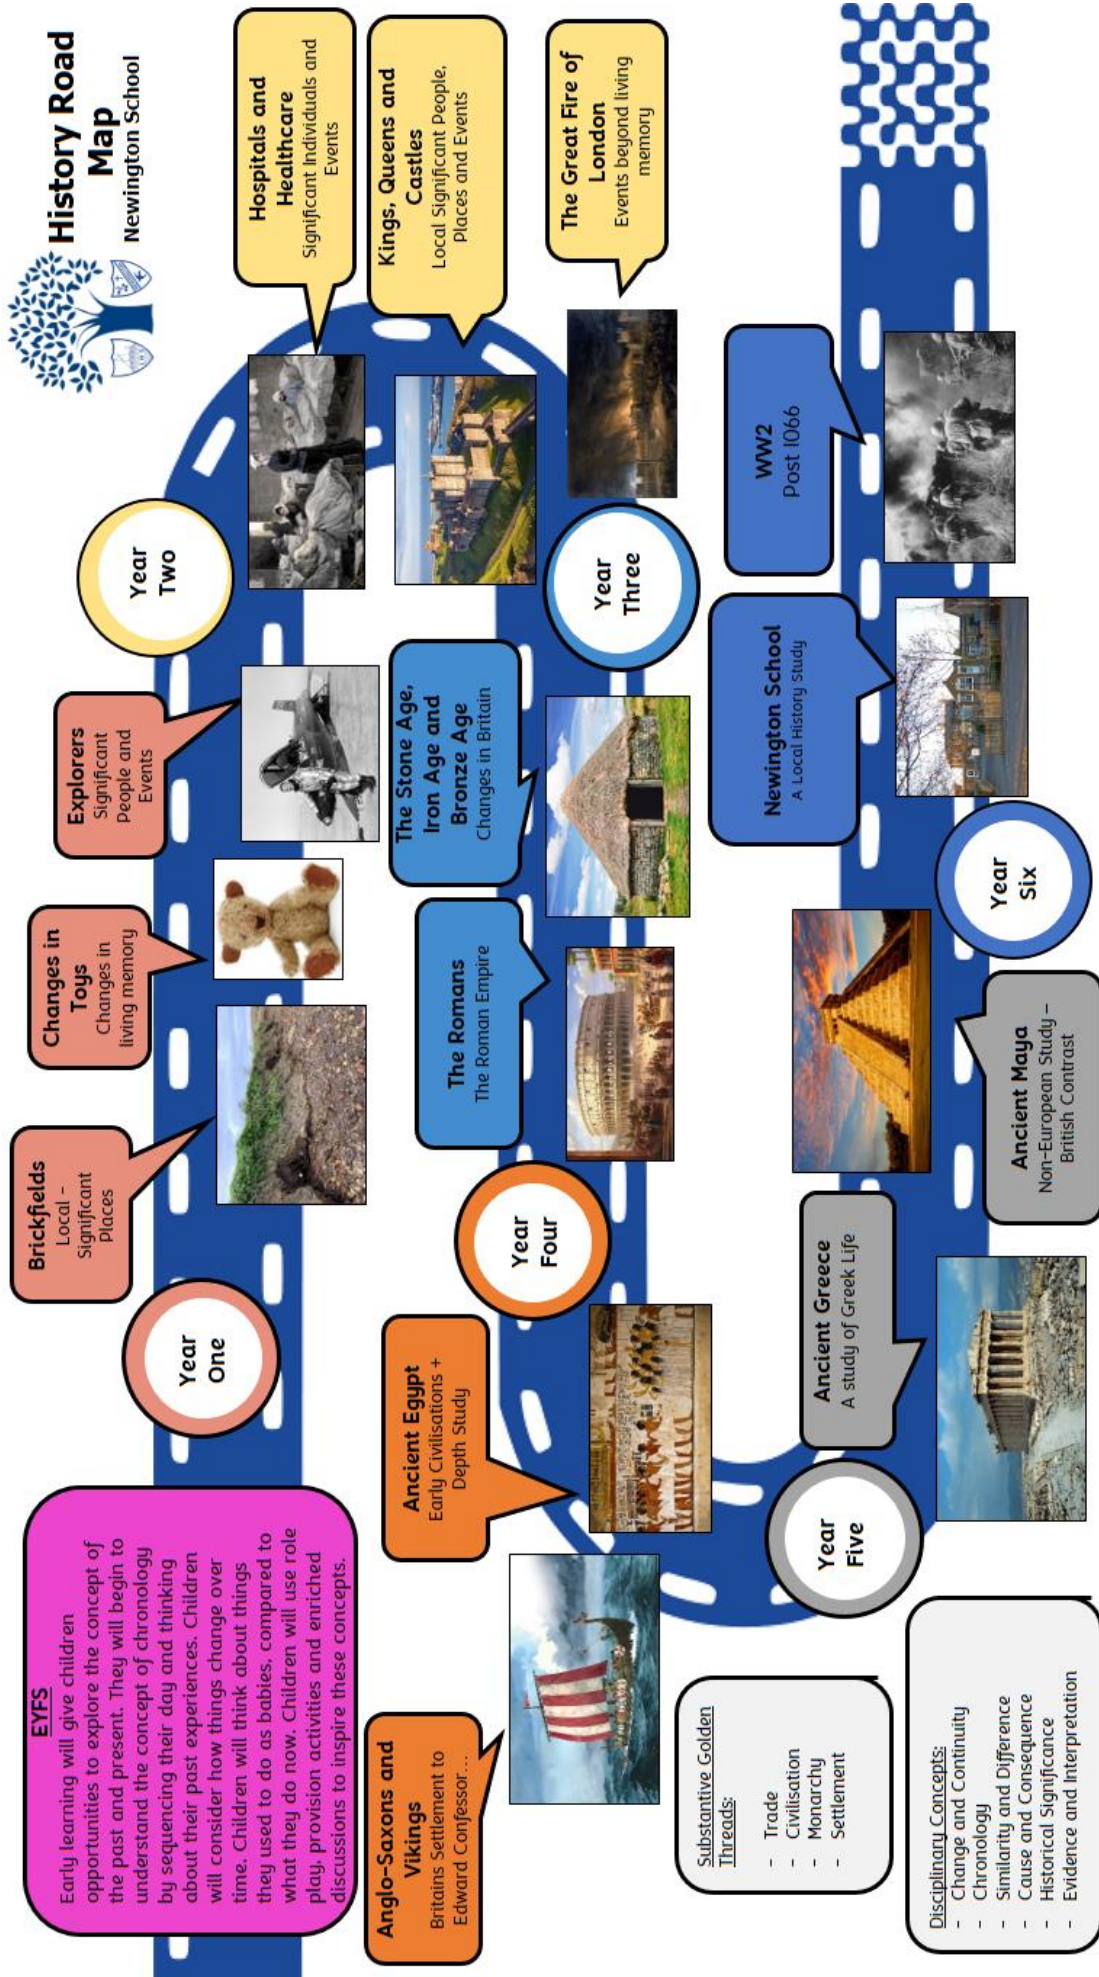 History Road
Map
Newington School
EYFS
Early learning will give children
opportunities to explore the concept of
the past and present. They will begin to
understand the concept of chronology
by sequencing their day and thinking
about their past experiences. Children
will consider how things change over
time. Children will think about things
they used to do as babies, compared to
what they do now. Children will use role
play, provision activities and enriched
discussions to inspire these concepts.
Year
One
Brickfields
Local –
Significant
Places
Changes in
Toys
Changes in
living memory
Explorers
Significant
People and
Events
Year
Two
Hospitals and
Healthcare
Significant Individuals and
Events
Kings, Queens and
Castles
Local Significant People,
Places and Events
The Great Fire of
London
Events beyond living
memory
Year
Three
The Stone Age,
Iron Age and
Bronze Age
Changes in Britain
The Romans
The Roman Empire
Year
Four
Ancient Egypt
Early Civilisations +
Depth Study
Anglo-Saxons and
Vikings
Britains Settlement to
Edward Confessor...
Year
Five
Ancient Greece
A study of Greek Life
Ancient Maya
Non-European Study –
British Contrast
Year
Six
Newington School
A Local History Study
WW2
Post 1066
Substantive Golden
Threads:
- Trade
- Civilisation
- Monarchy
- Settlement
Disciplinary Concepts:
- Change and Continuity
- Chronology
- Similarity and Difference
- Cause and Consequence
- Historical Significance
- Evidence and Interpretation